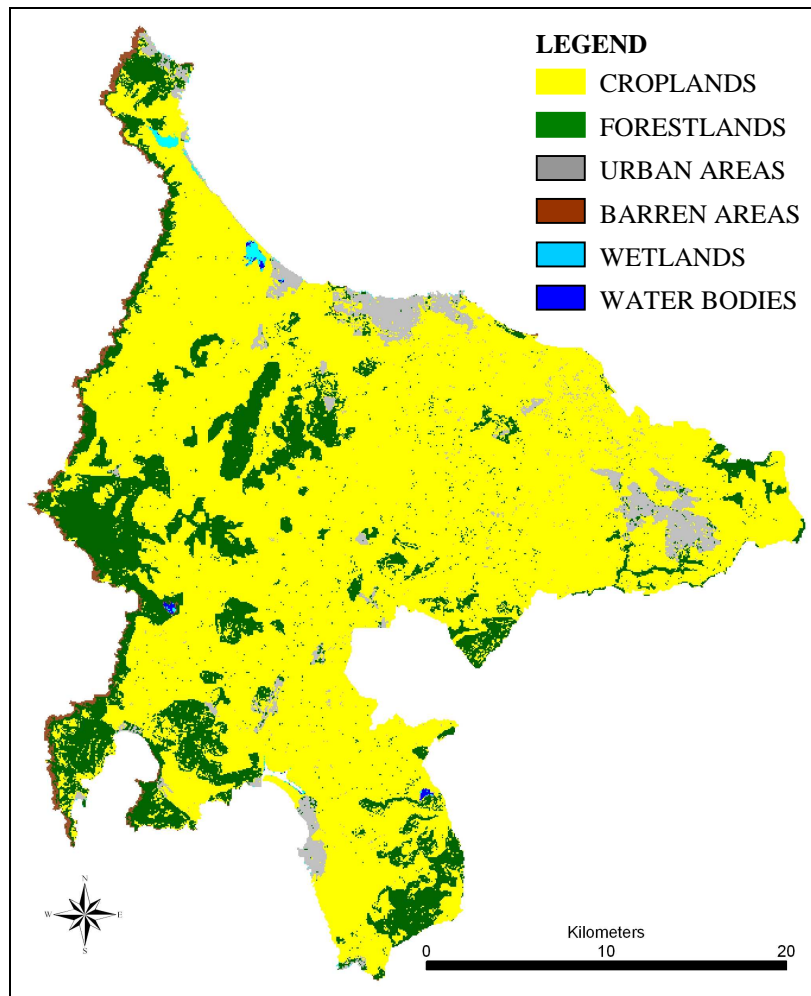 LEGEND
CROPLANDS
FORESTLANDS
URBAN AREAS
BARREN AREAS
WETLANDS
WATER BODIES
N
W E
S
Kilometers
0 10 20